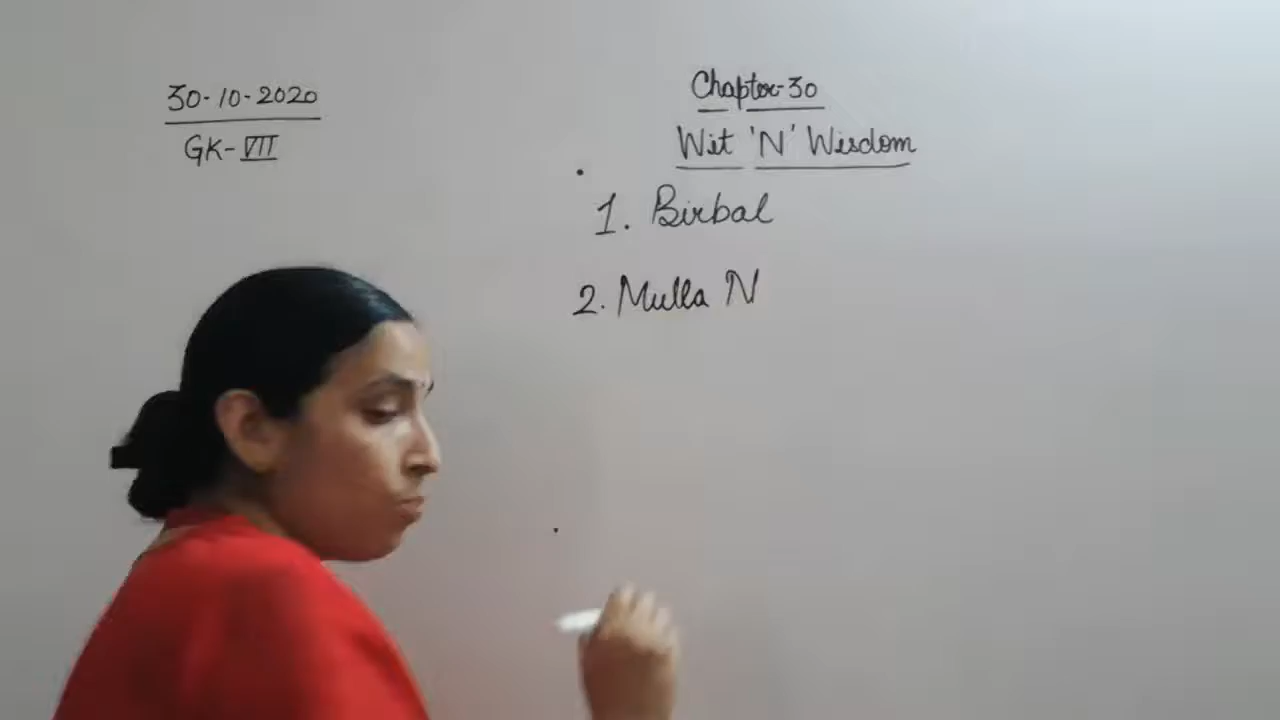 30-10-2020
GK-VII
Chapter-30
Wit 'N' Wisdom
1. Birbal
2. Mulla N